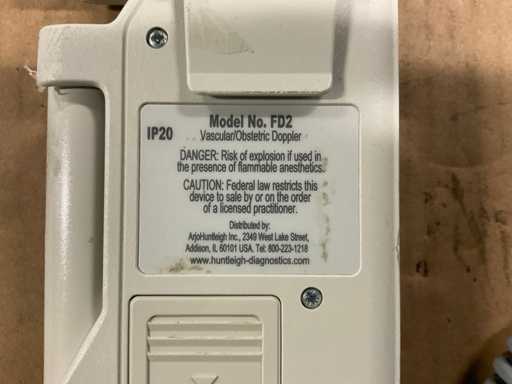 Model No. FD2
IP20
Vascular/Obstetric Doppler
DANGER: Risk of explosion if used in
the presence of flammable anesthetics.
CAUTION: Federal law restricts this
device to sale by or on the order
of a licensed practitioner.
Distributed by:
ArjoHuntleigh Inc., 2349 West Lake Street,
Addison, IL 60101 USA. Tel: 800-223-1218
www.huntleigh-diagnostics.com